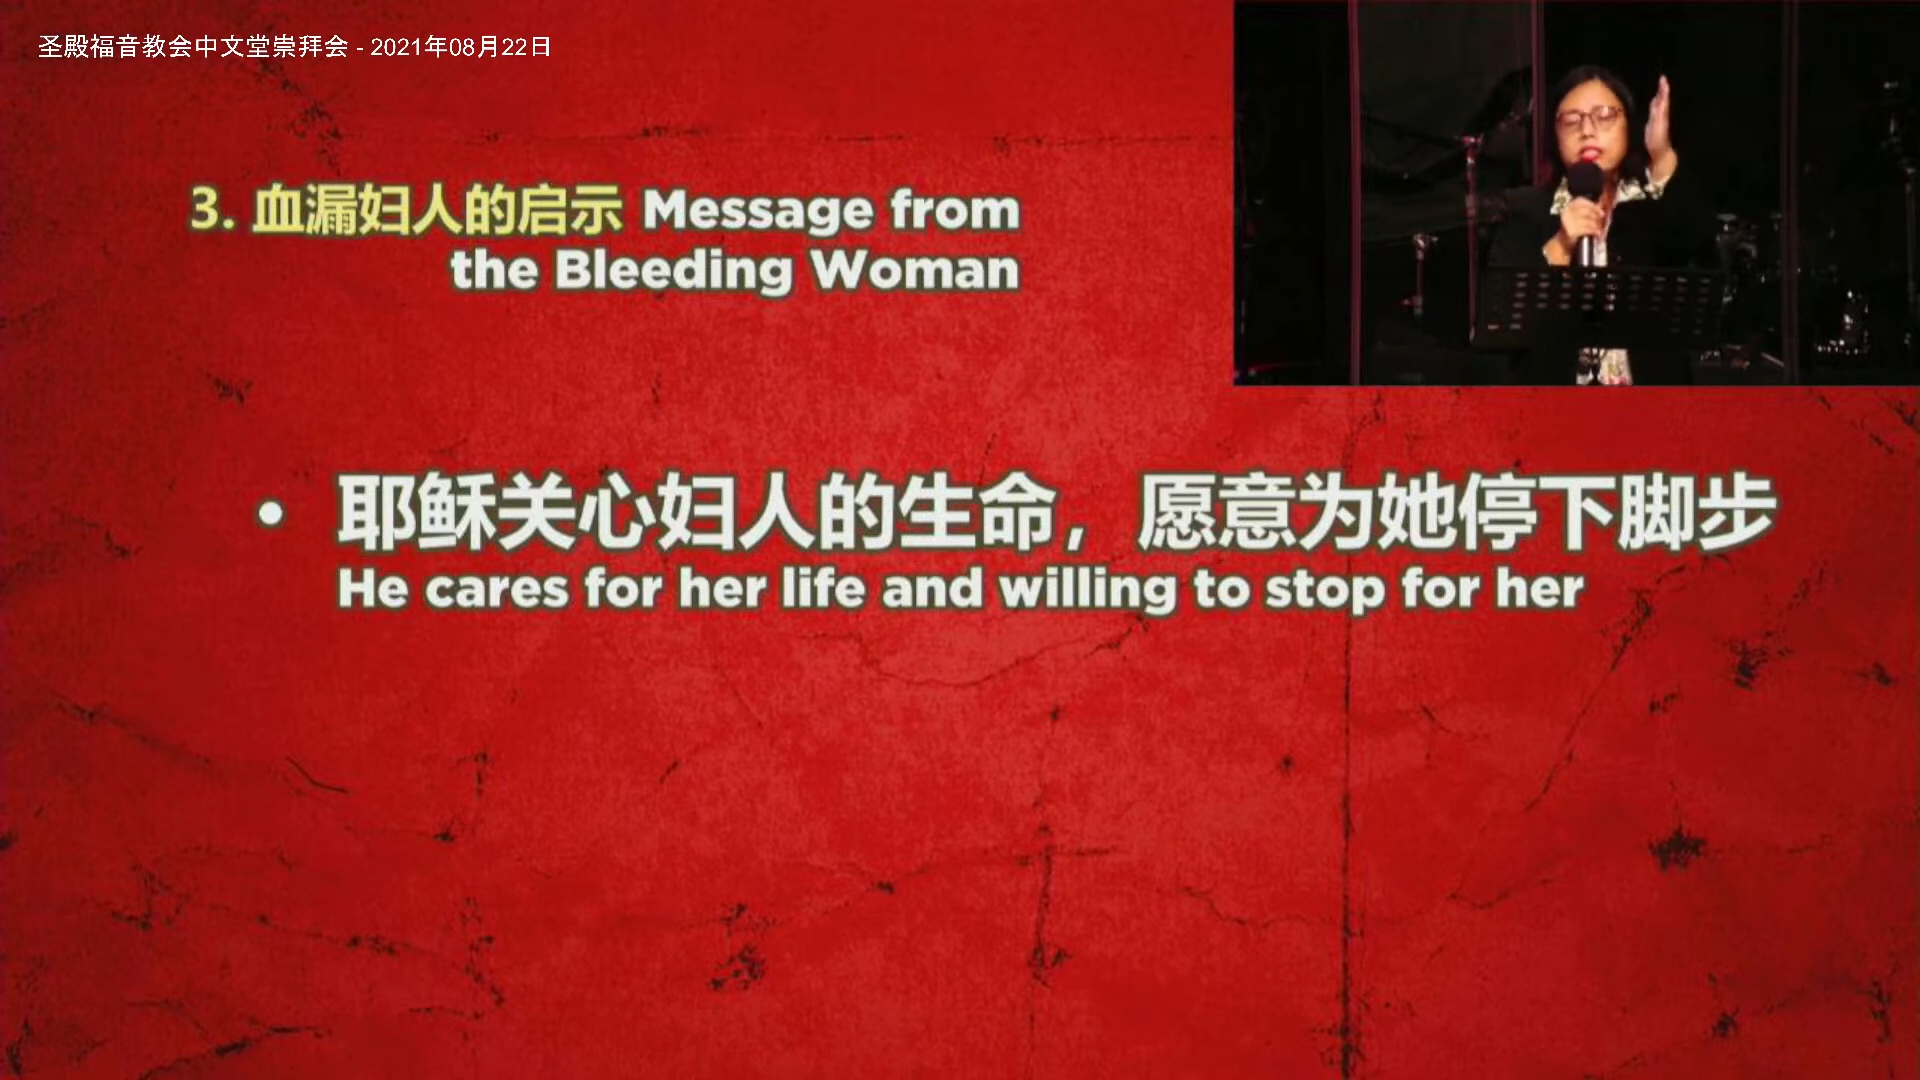 圣殿福音教会中文堂崇拜会 - 2021年08月22日
3. 血漏妇人的启示 Message from
the Bleeding Woman
• 耶稣关心妇人的生命，愿意为她停下脚步
He cares for her life and willing to stop for her